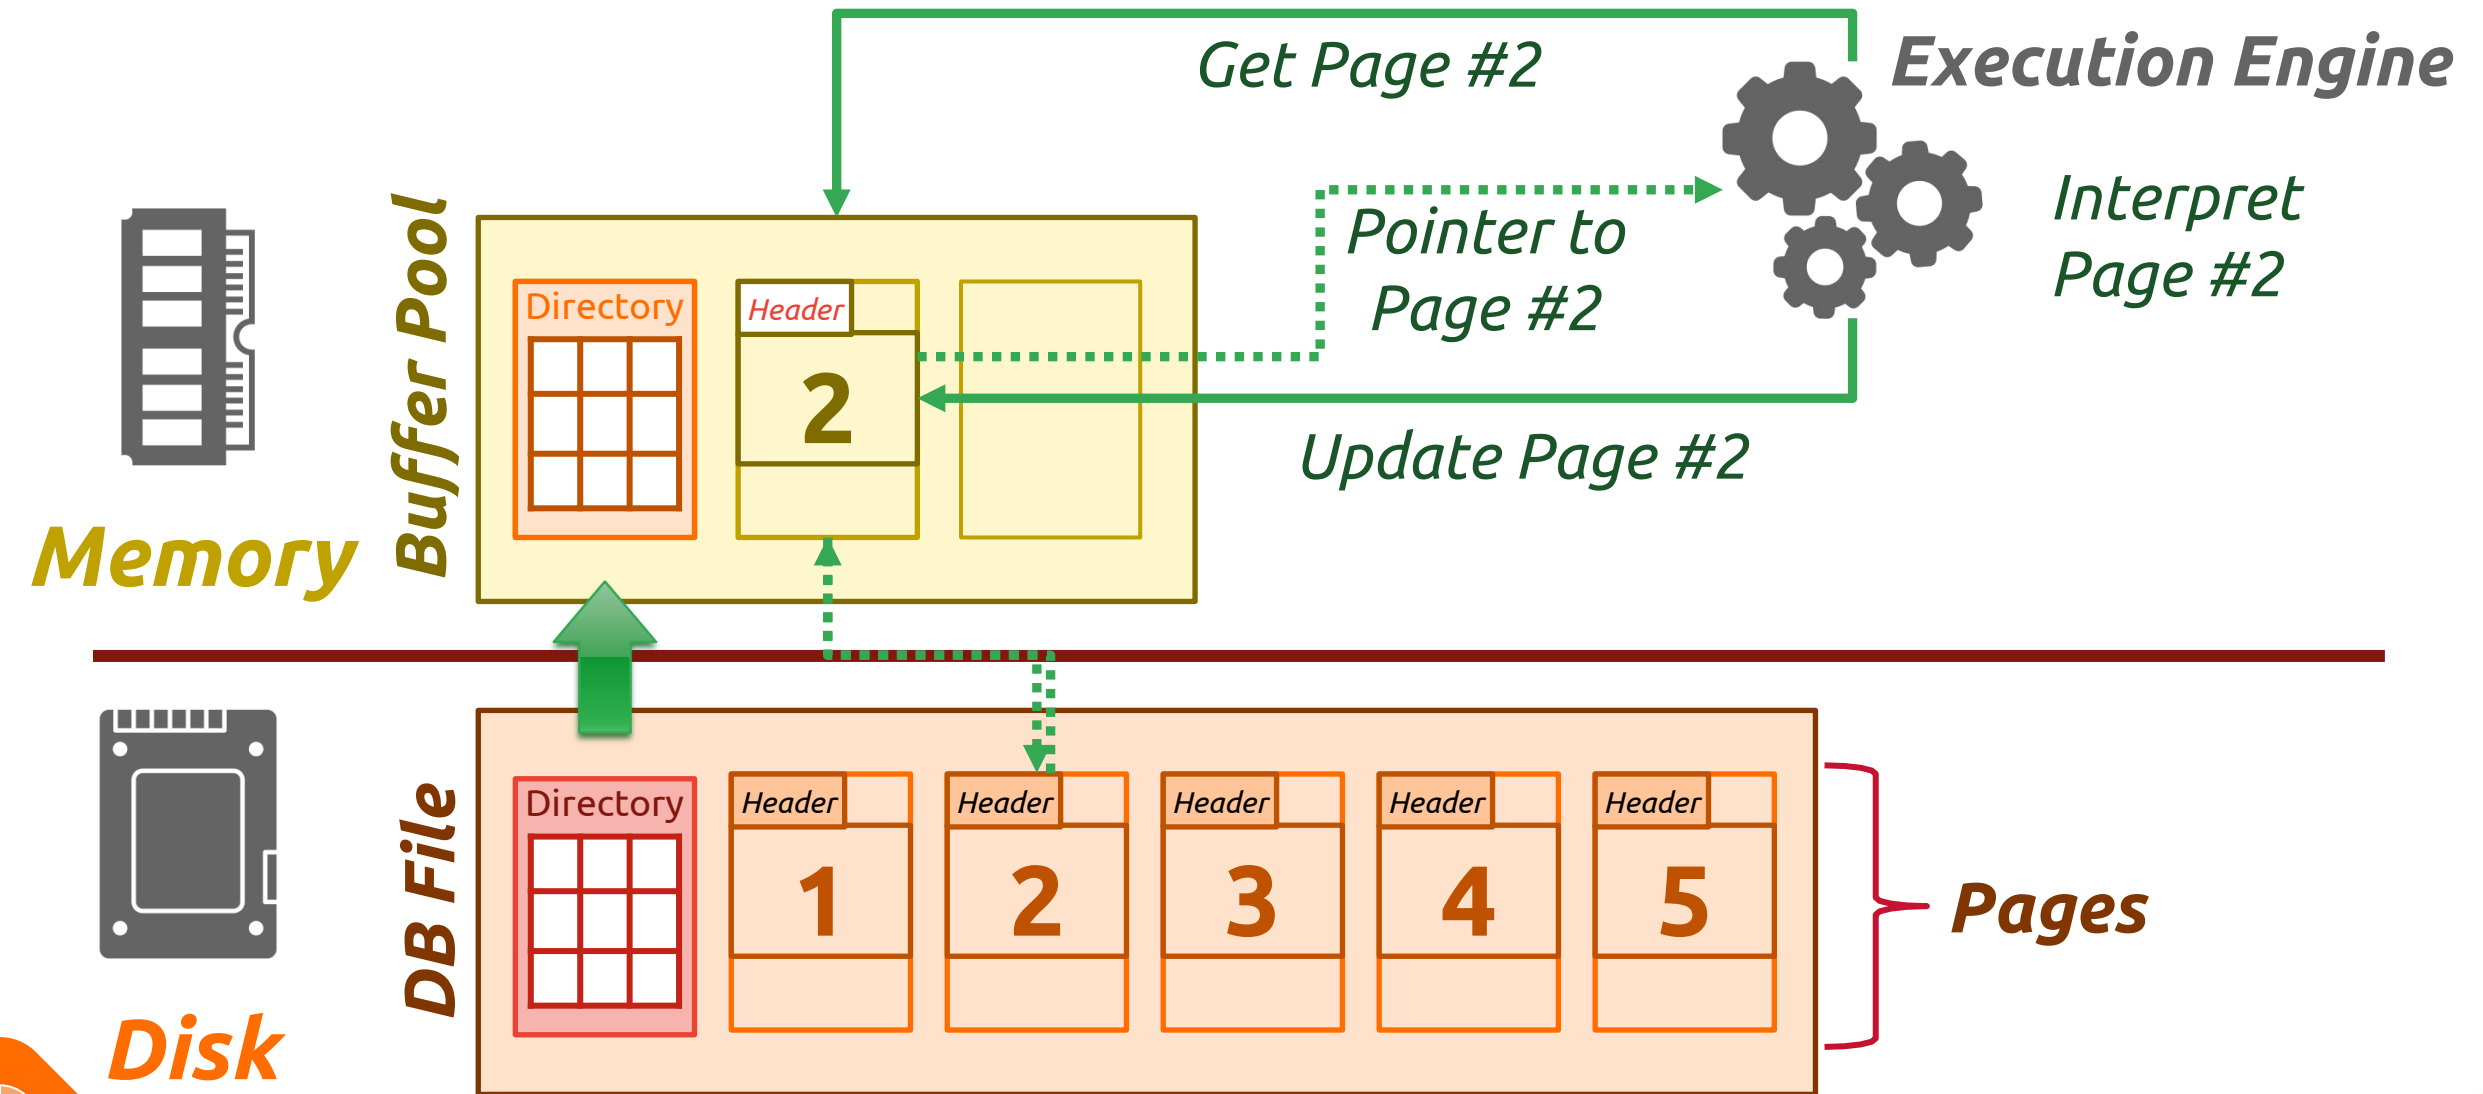 Get Page #2
Execution Engine
Pointer to
Page #2
Interpret
Page #2
Update Page #2
Buffer Pool
Directory
Header
2
Memory
DB File
Directory
Header
1
Header
2
Header
3
Header
4
Header
5
Pages
Disk